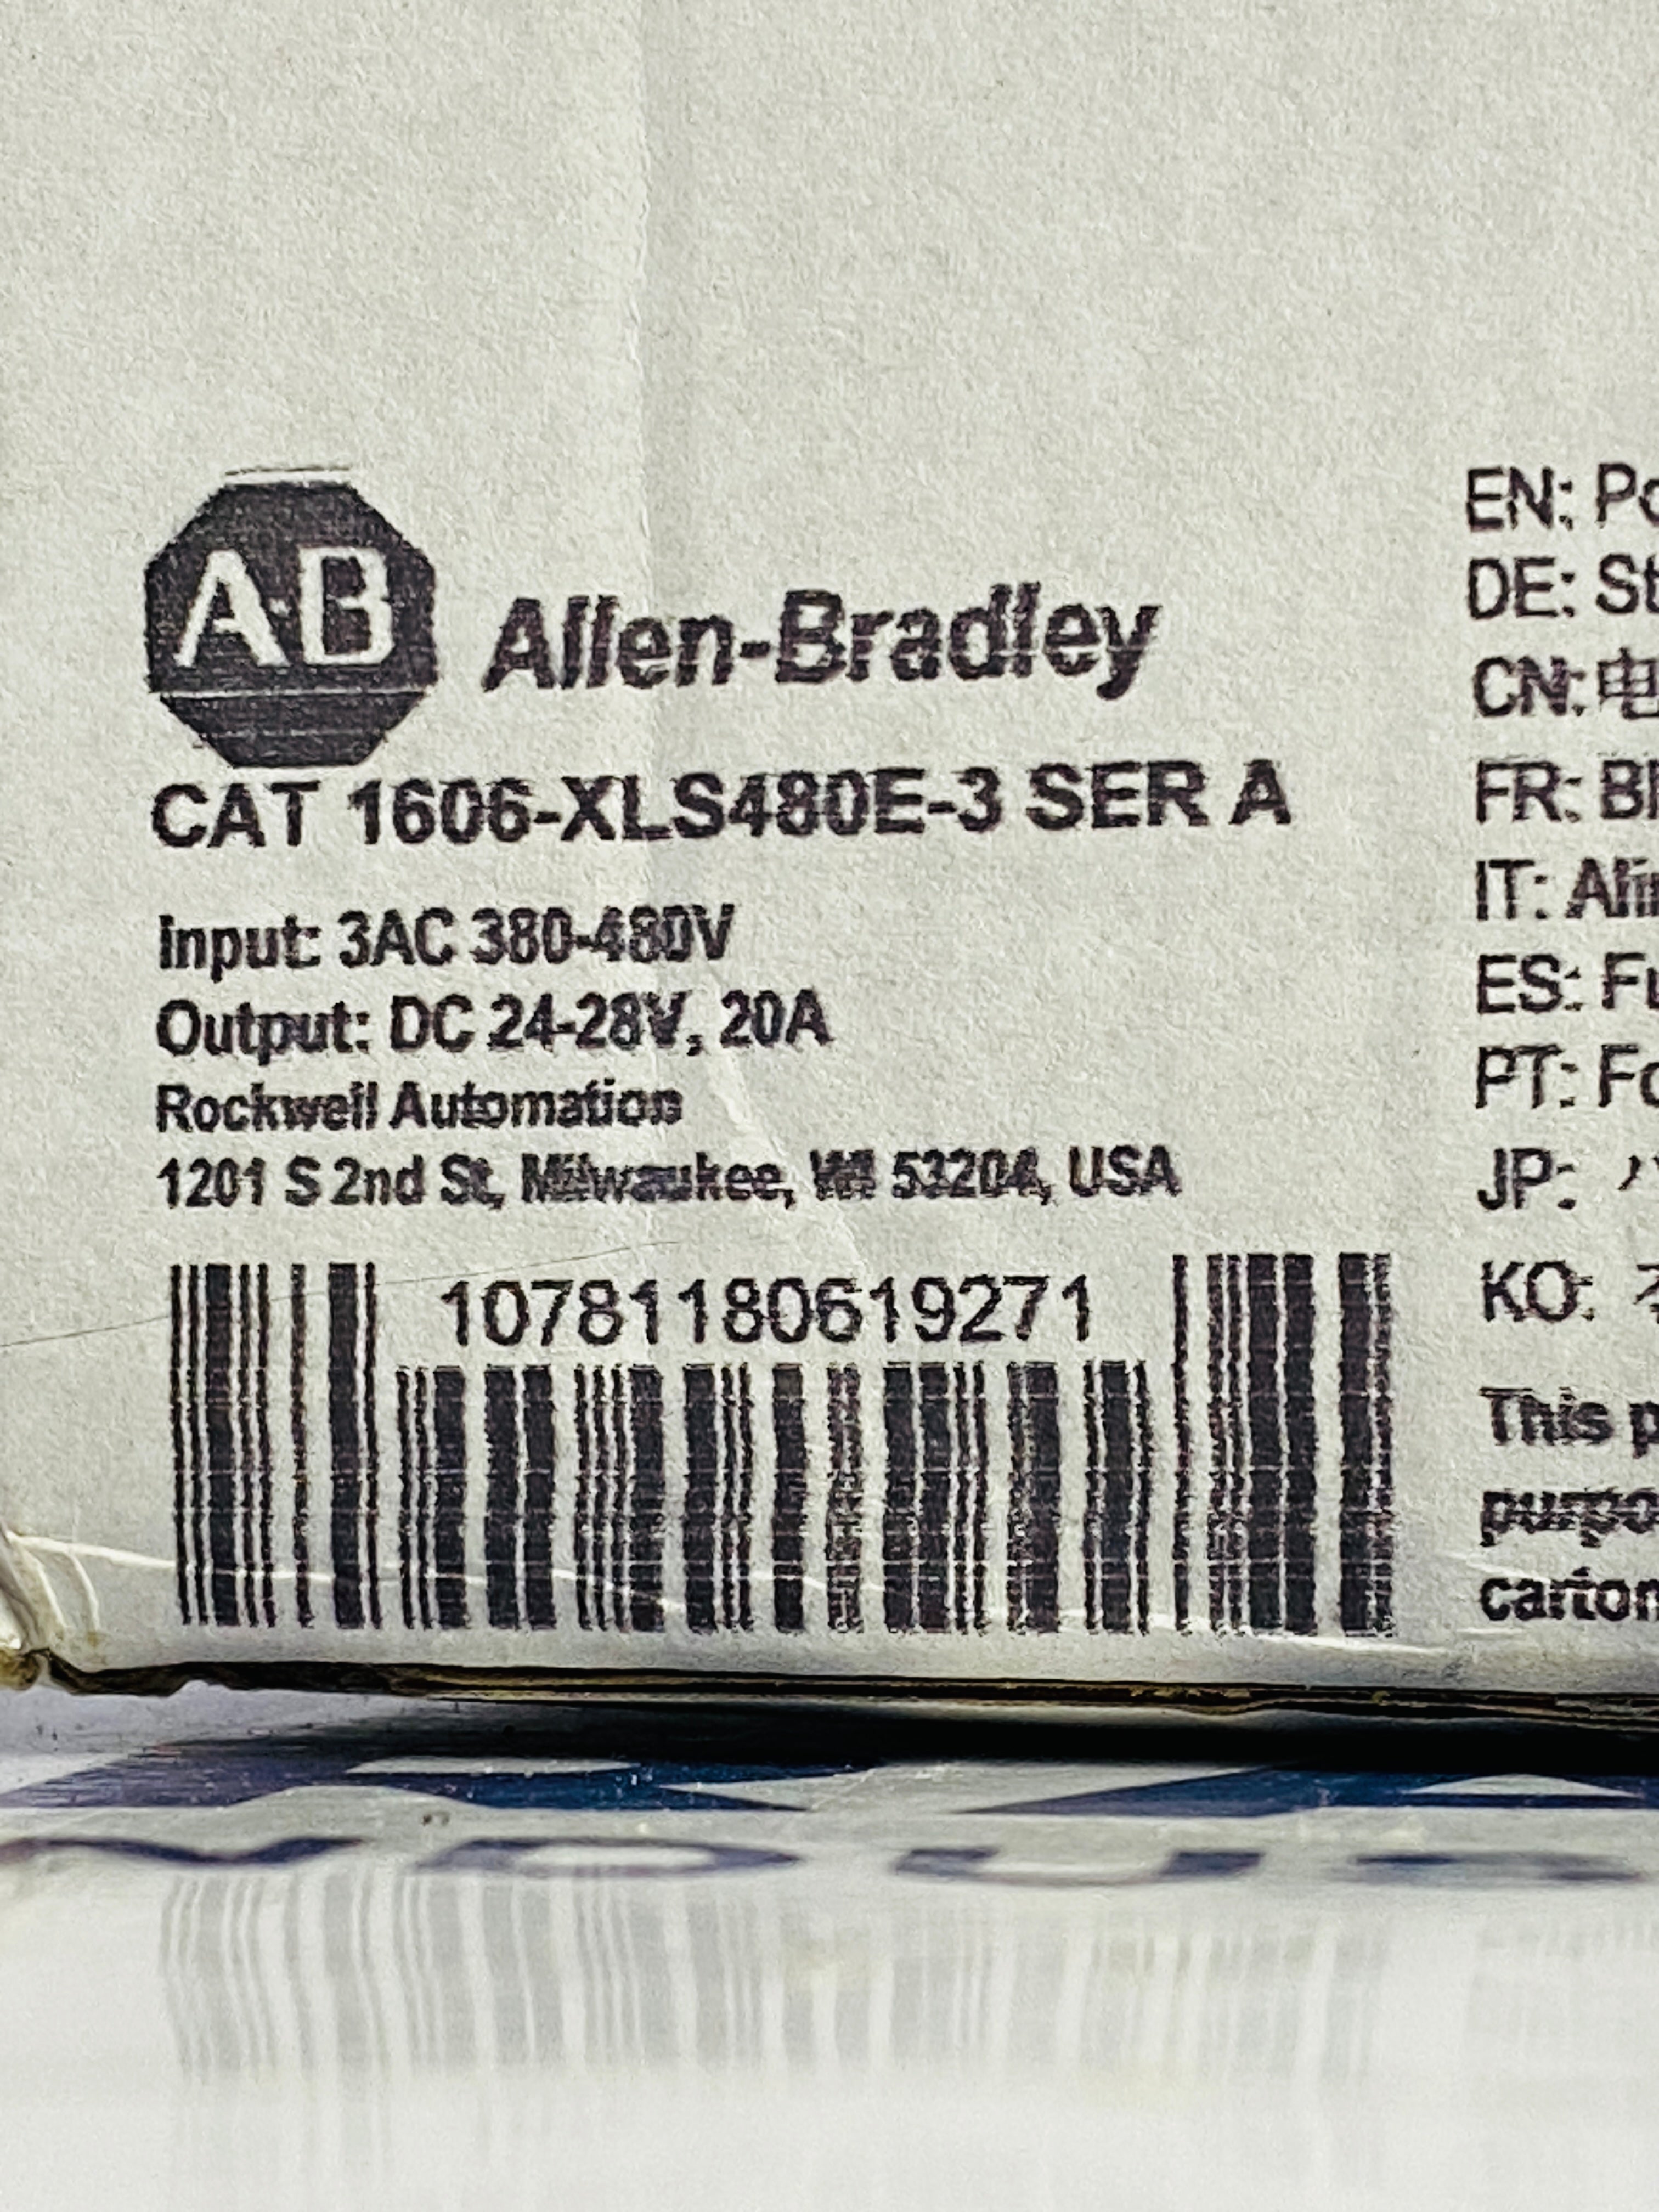 AB Allen-Bradley
CAT 1606-XLS480E-3 SER A
Input: 3AC 380-480V
Output: DC 24-28V, 20A
Rockwell Automation
1201 S 2nd St, Milwaukee, WI 53204, USA
10781180619271
EN: Po
DE: St
CN: 电
FR:
IT: Alim
ES: Fu
PT: Fo
JP:
KO:
This p
purpo
carton